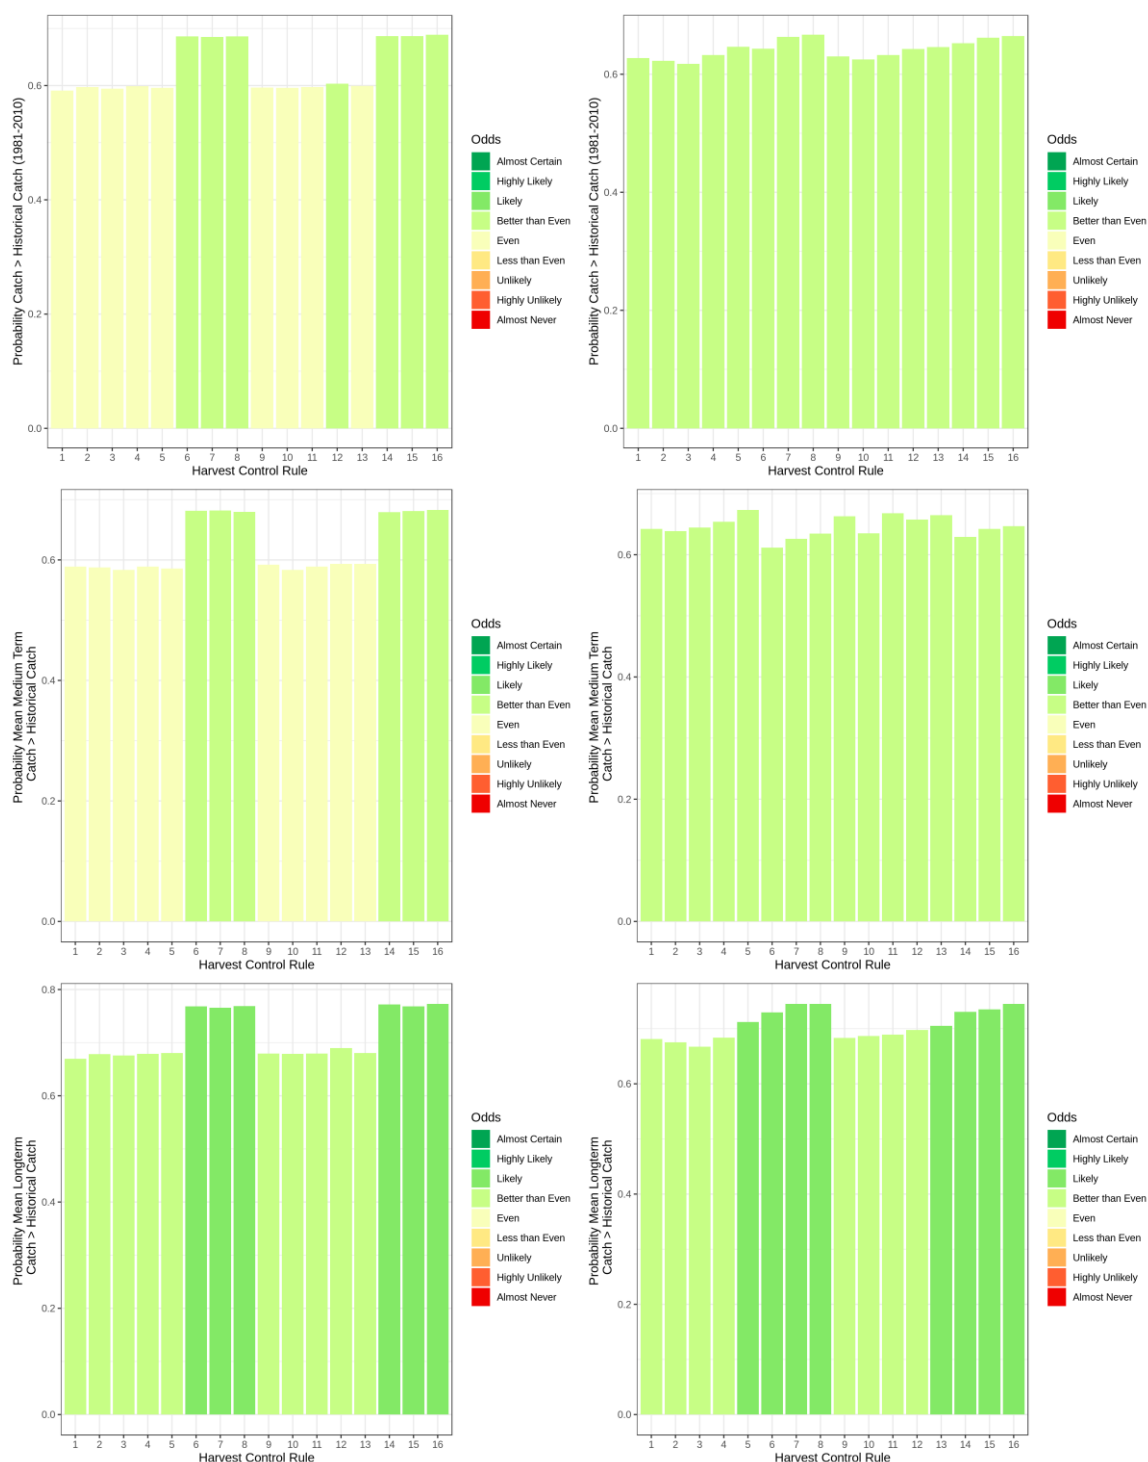 Probability Catch > Historical Catch (1981-2010)
0.6
0.4
0.2
0.0
1 2 3 4 5 6 7 8 9 10 11 12 13 14 15 16
Harvest Control Rule
Odds
Almost Certain
Highly Likely
Likely
Better than Even
Even
Less than Even
Unlikely
Highly Unlikely
Almost Never
Probability Catch > Historical Catch (1981-2010)
0.6
0.4
0.2
0.0
1 2 3 4 5 6 7 8 9 10 11 12 13 14 15 16
Harvest Control Rule
Odds
Almost Certain
Highly Likely
Likely
Better than Even
Even
Less than Even
Unlikely
Highly Unlikely
Almost Never
Probability Mean Medium Term
Catch > Historical Catch
0.6
0.4
0.2
0.0
1 2 3 4 5 6 7 8 9 10 11 12 13 14 15 16
Harvest Control Rule
Odds
Almost Certain
Highly Likely
Likely
Better than Even
Even
Less than Even
Unlikely
Highly Unlikely
Almost Never
Probability Mean Medium Term
Catch > Historical Catch
0.6
0.4
0.2
0.0
1 2 3 4 5 6 7 8 9 10 11 12 13 14 15 16
Harvest Control Rule
Odds
Almost Certain
Highly Likely
Likely
Better than Even
Even
Less than Even
Unlikely
Highly Unlikely
Almost Never
Probability Mean Longterm
Catch > Historical Catch
0.8
0.6
0.4
0.2
0.0
1 2 3 4 5 6 7 8 9 10 11 12 13 14 15 16
Harvest Control Rule
Odds
Almost Certain
Highly Likely
Likely
Better than Even
Even
Less than Even
Unlikely
Highly Unlikely
Almost Never
Probability Mean Longterm
Catch > Historical Catch
0.6
0.4
0.2
0.0
1 2 3 4 5 6 7 8 9 10 11 12 13 14 15 16
Harvest Control Rule
Odds
Almost Certain
Highly Likely
Likely
Better than Even
Even
Less than Even
Unlikely
Highly Unlikely
Almost Never